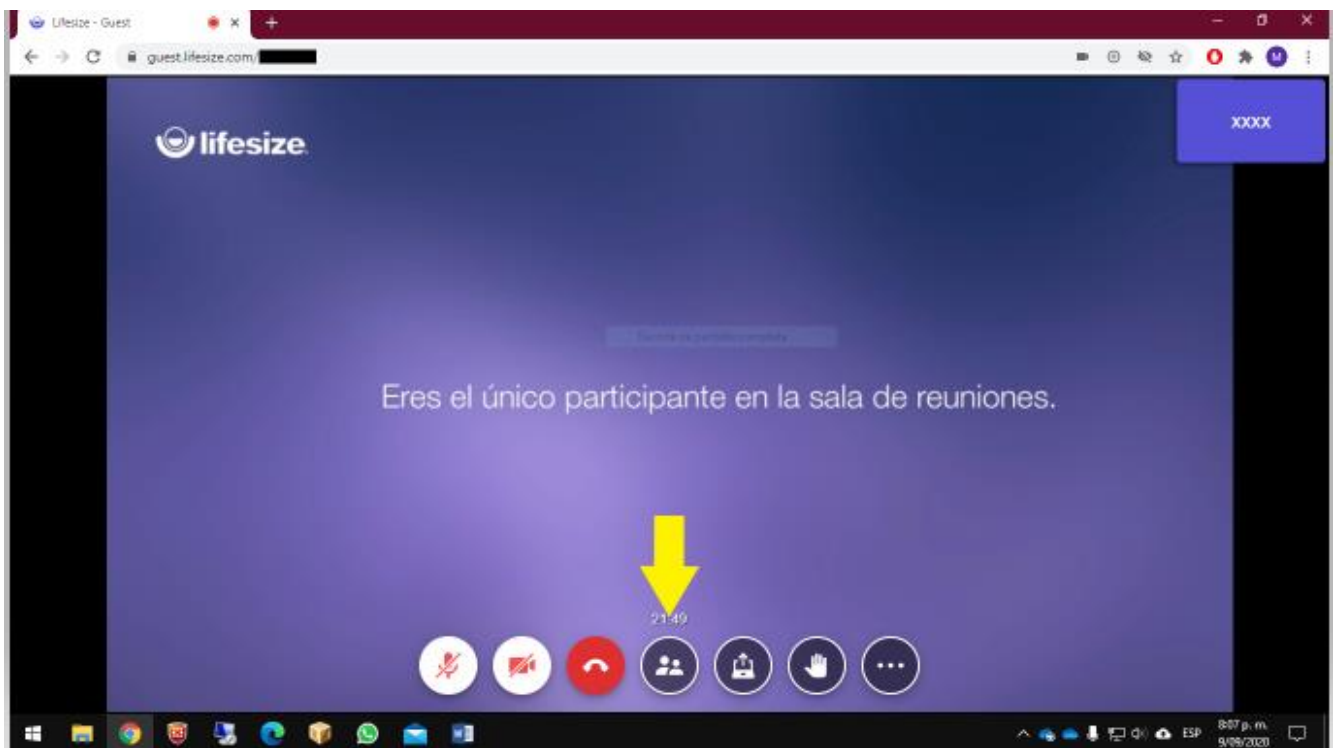 Lifesize - Guest
guest.lifesize.com/
xxxx
lifesize
Eres el único participante en la sala de reuniones.
21:49
M
ESP
8:07 p. m.
9/09/2020